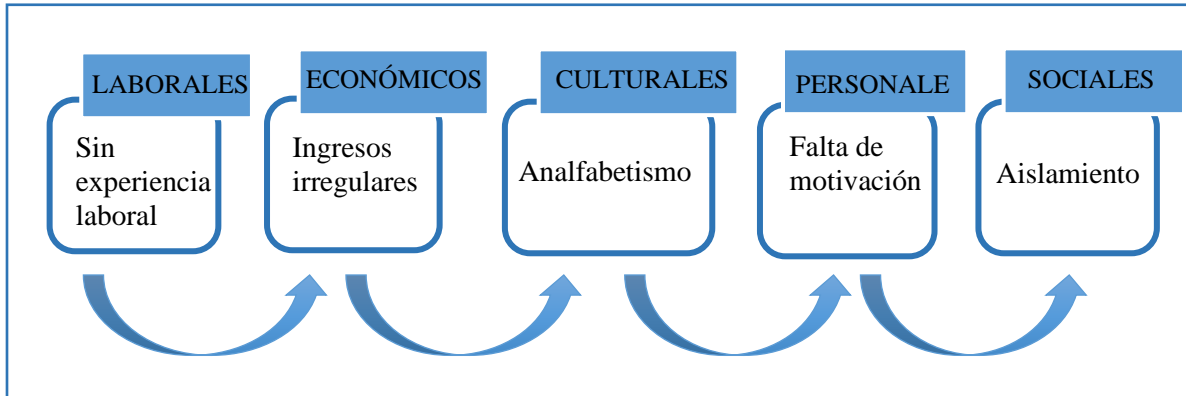 LABORALES
Sin
experiencia
laboral
ECONÓMICOS
Ingresos
irregulares
CULTURALES
Analfabetismo
PERSONALE
Falta de
motivación
SOCIALES
Aislamiento